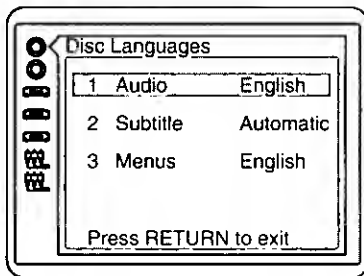 Disc Languages
1 Audio English
2 Subtitle Automatic
3 Menus English
Press RETURN to exit